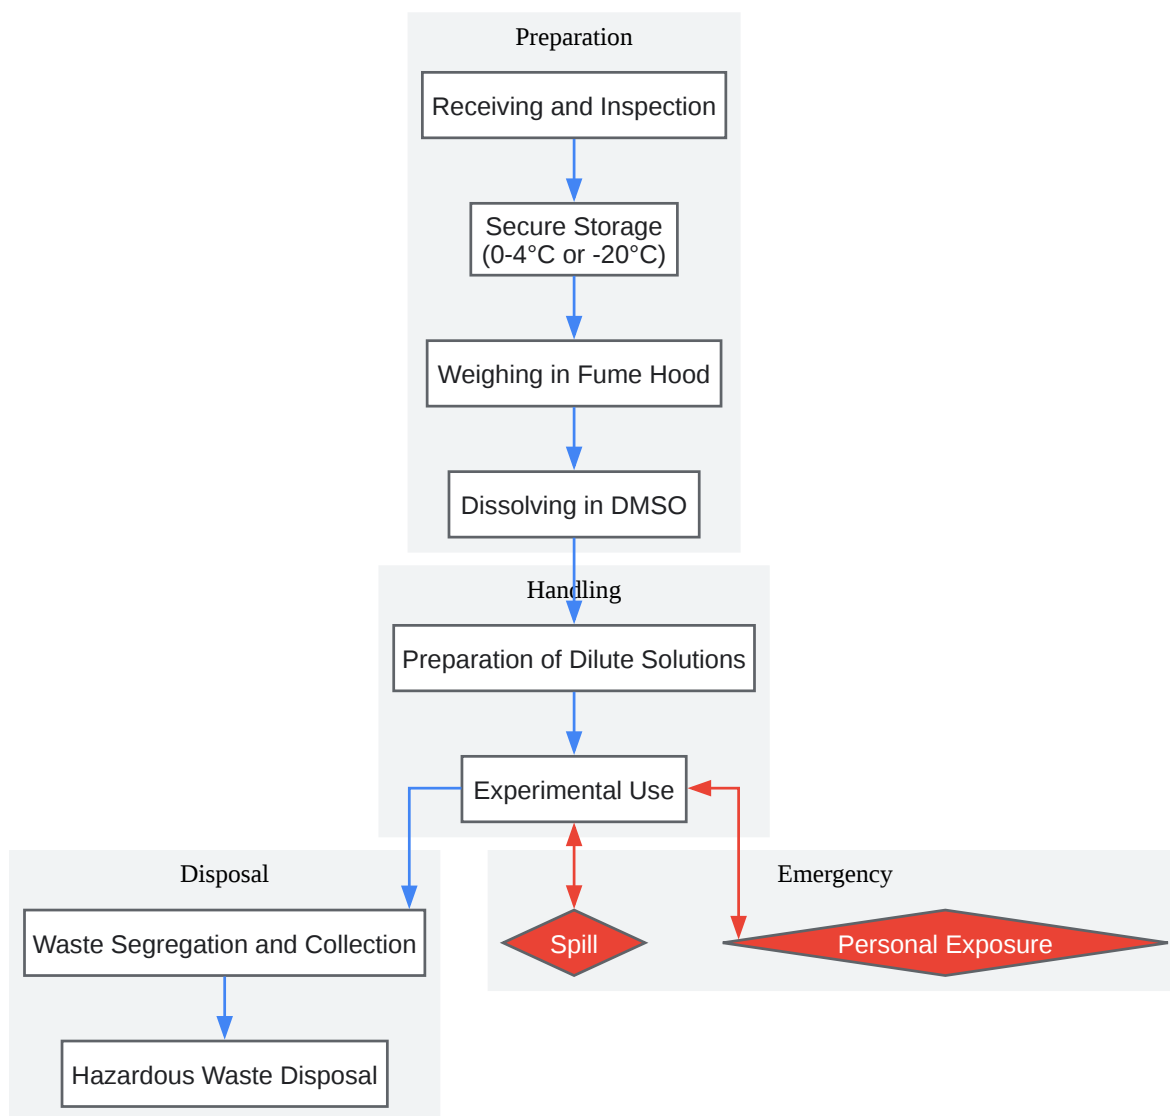 Preparation
Receiving and Inspection
Secure Storage
(0-4°C or -20°C)
Weighing in Fume Hood
Dissolving in DMSO
Handling
Preparation of Dilute Solutions
Experimental Use
Disposal
Waste Segregation and Collection
Hazardous Waste Disposal
Emergency
Spill
Personal Exposure